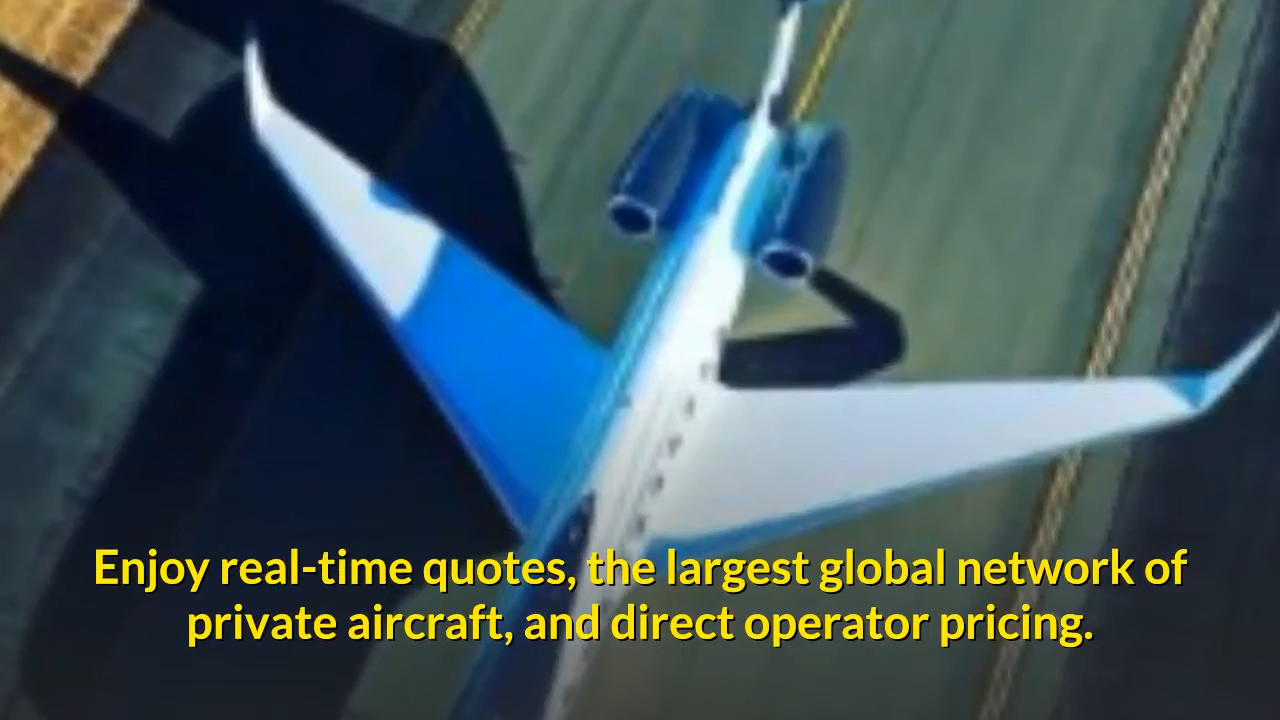 Enjoy real-time quotes, the largest global network of
private aircraft, and direct operator pricing.